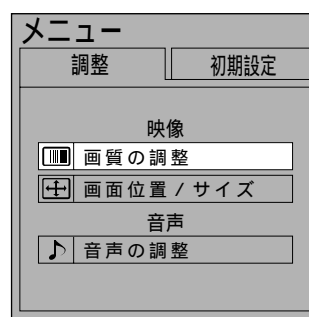 メニュー
調整 初期設定
映像
画質の調整
画面位置 / サイズ
音声
音声の調整